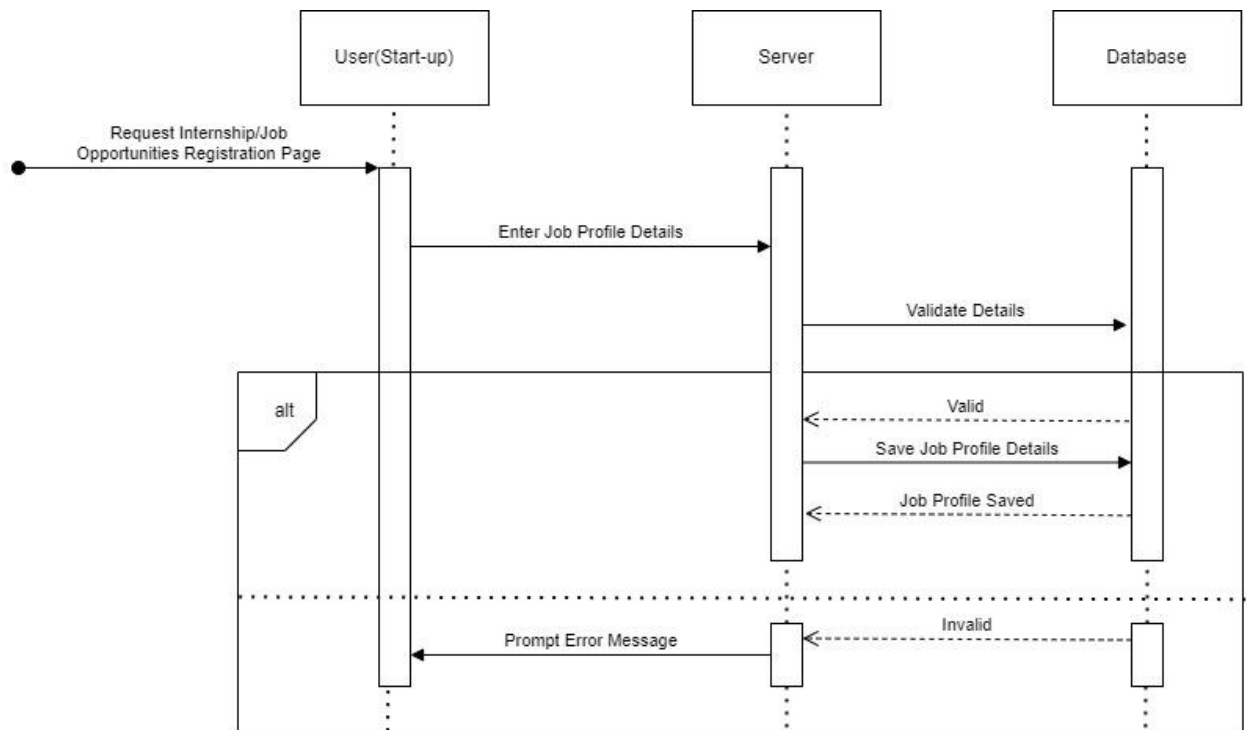 User(Start-up)
Server
Database
Request Internship/Job
Opportunities Registration Page
Enter Job Profile Details
Validate Details
alt
Valid
Save Job Profile Details
Job Profile Saved
Invalid
Prompt Error Message